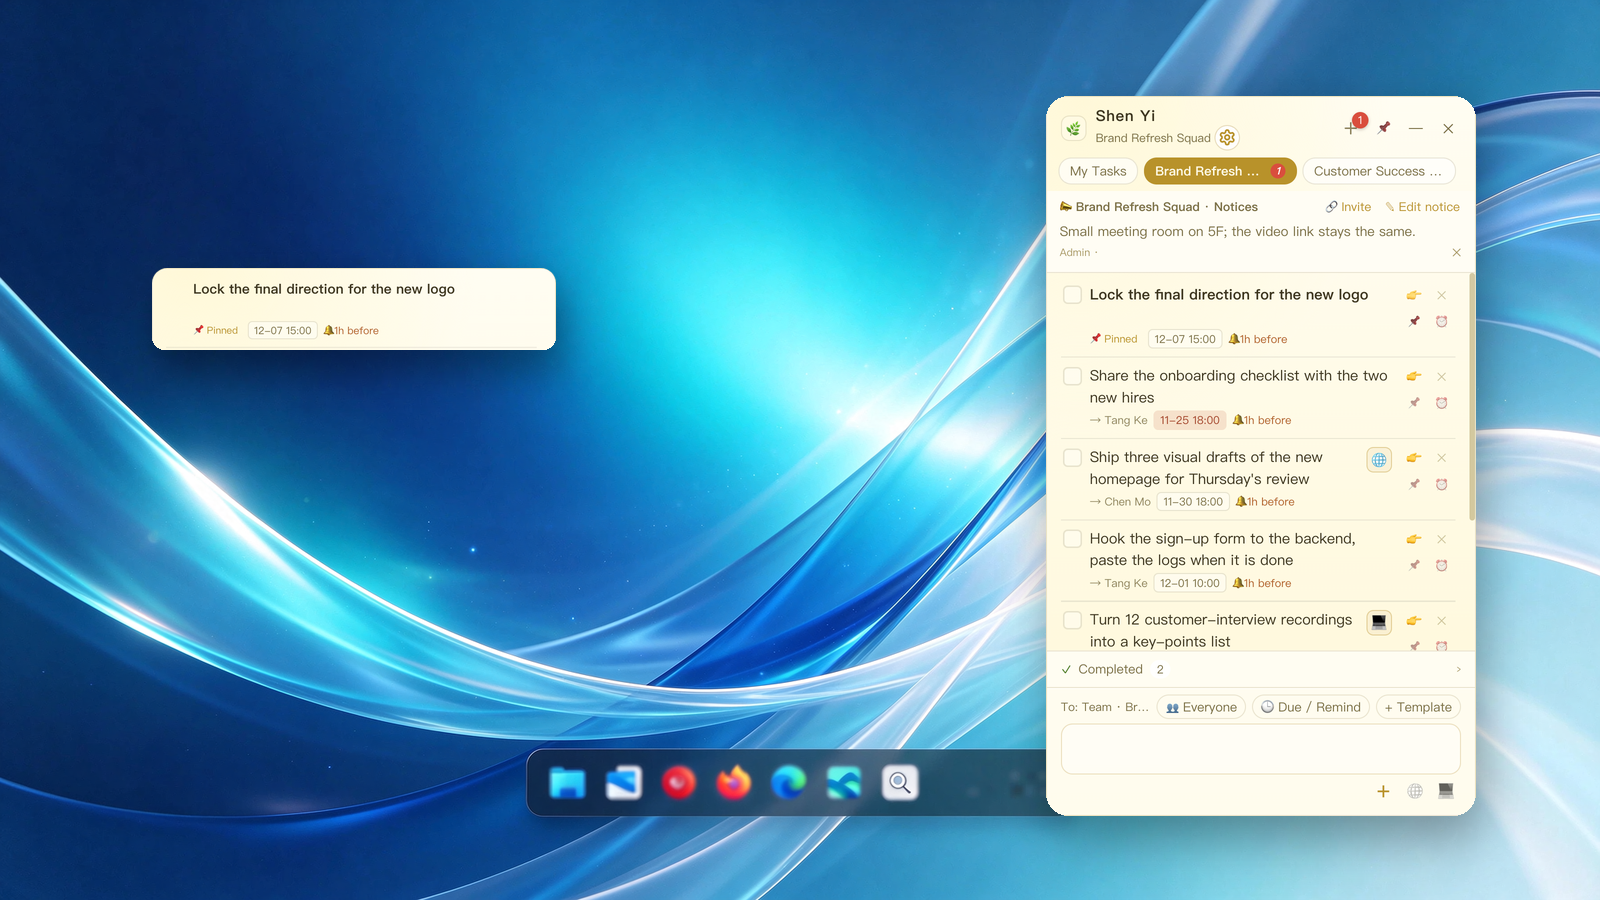 Lock the final direction for the new logo
Pinned 12-07 15:00 1h before
Shen Yi
Brand Refresh Squad
1
My Tasks
Brand Refresh ... 1
Customer Success ...
Brand Refresh Squad · Notices
Invite
Edit notice
Small meeting room on 5F; the video link stays the same.
Admin ·
Lock the final direction for the new logo
Pinned 12-07 15:00 1h before
Share the onboarding checklist with the two
new hires
→ Tang Ke 11-25 18:00 1h before
Ship three visual drafts of the new
homepage for Thursday's review
→ Chen Mo 11-30 18:00 1h before
Hook the sign-up form to the backend,
paste the logs when it is done
→ Tang Ke 12-01 10:00 1h before
Turn 12 customer-interview recordings
into a key-points list
✓ Completed 2
To: Team · Br... Everyone Due / Remind + Template